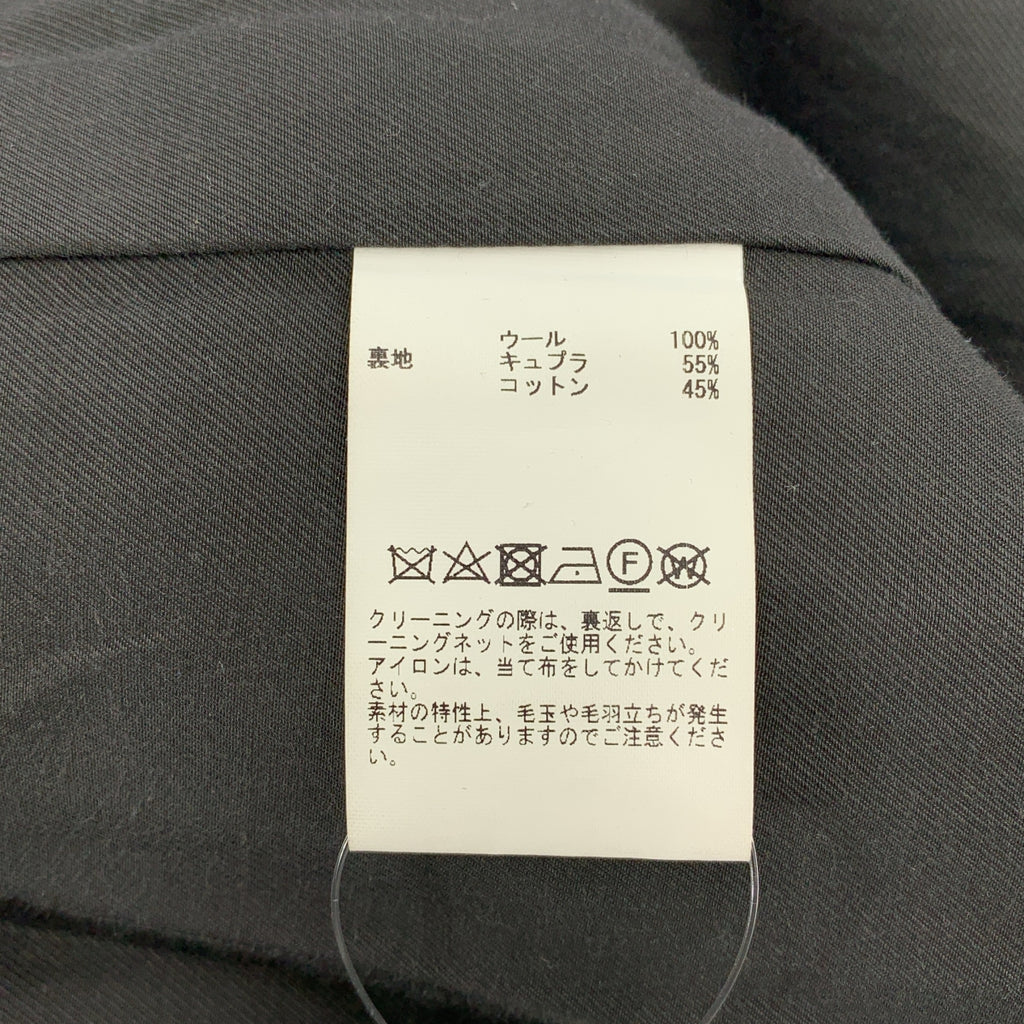 ウール 100%
裏地 キュプラ 55%
コットン 45%
F W
クリーニングの際は、裏返しで、クリ
ーニングネットをご使用ください。
アイロンは、当て布をしてかけてくだ
さい。
素材の特性上、毛玉や毛羽立ちが発生
することがありますのでご注意くださ
い。